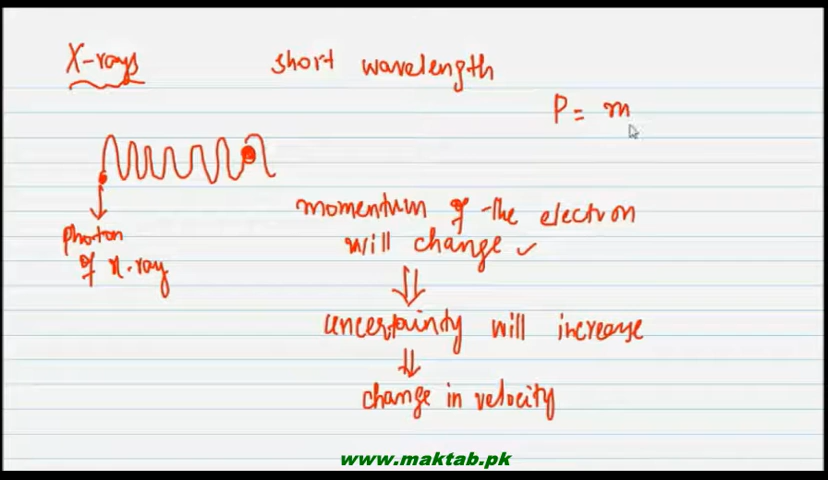 X-rays short wavelength
P = m
Photon
of x-ray
momentum of the electron
will change ✓
uncertainty will increase
change in velocity
www.maktab.pk